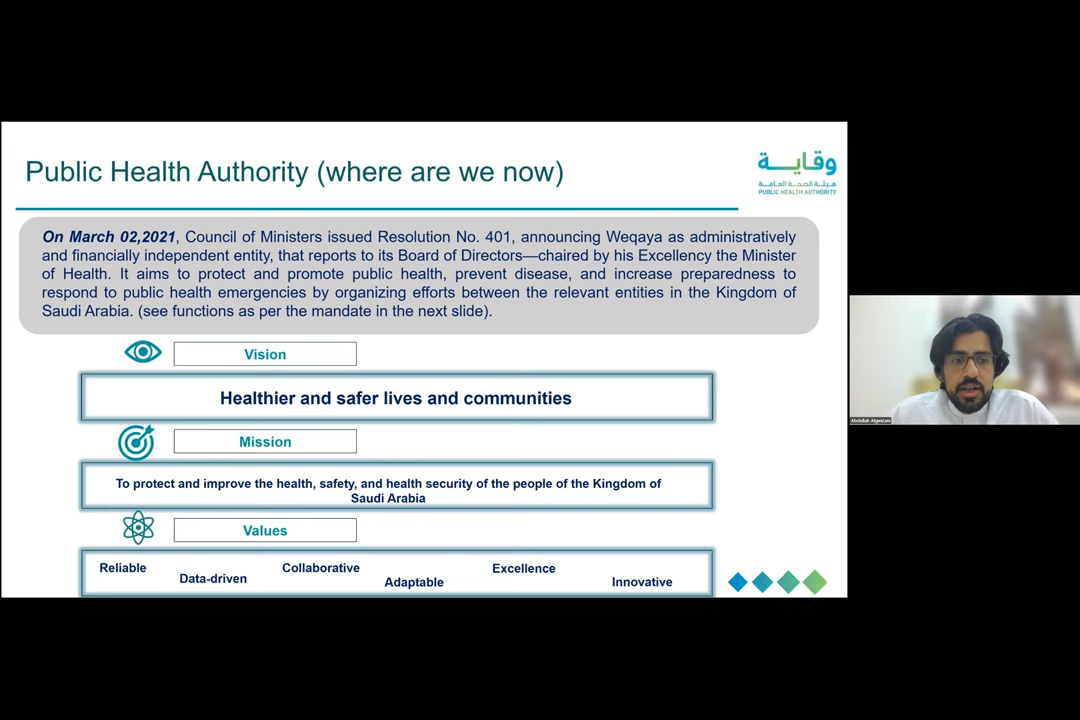 Public Health Authority (where are we now)
وقاية
هيئة الصحة العامة
PUBLIC HEALTH AUTHORITY
On March 02,2021, Council of Ministers issued Resolution No. 401, announcing Weqaya as administratively
and financially independent entity, that reports to its Board of Directors—chaired by his Excellency the Minister
of Health. It aims to protect and promote public health, prevent disease, and increase preparedness to
respond to public health emergencies by organizing efforts between the relevant entities in the Kingdom of
Saudi Arabia. (see functions as per the mandate in the next slide).
Vision
Healthier and safer lives and communities
Mission
To protect and improve the health, safety, and health security of the people of the Kingdom of
Saudi Arabia
Values
Reliable
Data-driven
Collaborative
Adaptable
Excellence
Innovative
Abdullah Algwizani